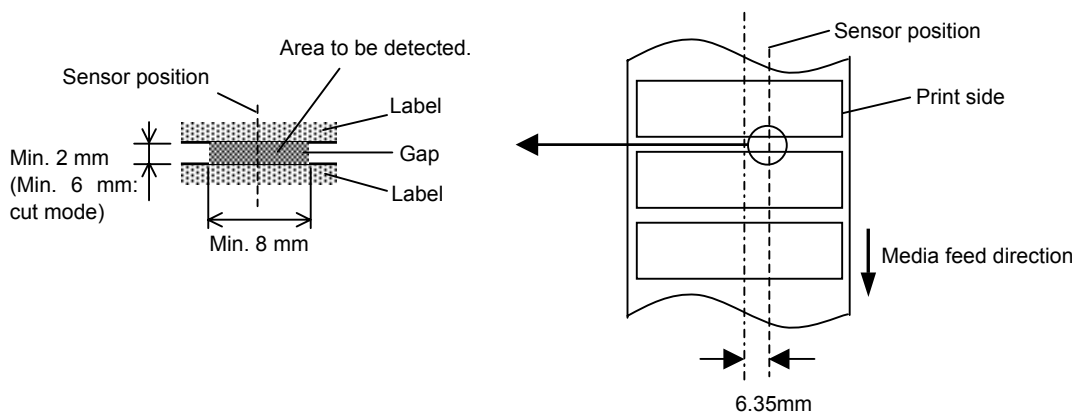 Area to be detected.
Sensor position
Label
Gap
Label
Min. 2 mm
(Min. 6 mm:
cut mode)
Min. 8 mm
Sensor position
Print side
Media feed direction
6.35mm